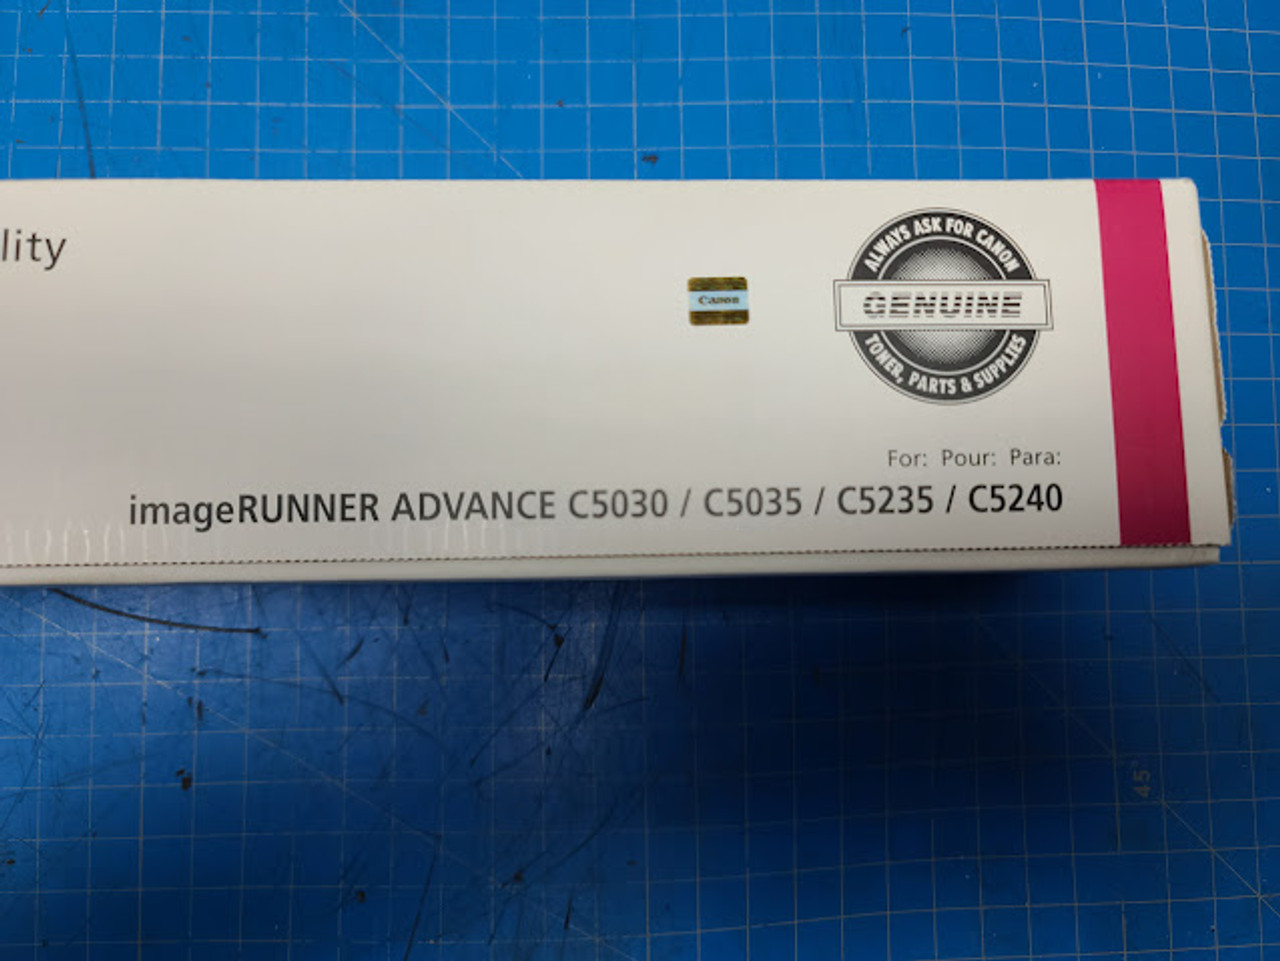 lity
Canon
ALWAYS ASK FOR CANON
GENUINE
TONER, PARTS & SUPPLIES
For: Pour: Para:
imageRUNNER ADVANCE C5030 / C5035 / C5235 / C5240
45°